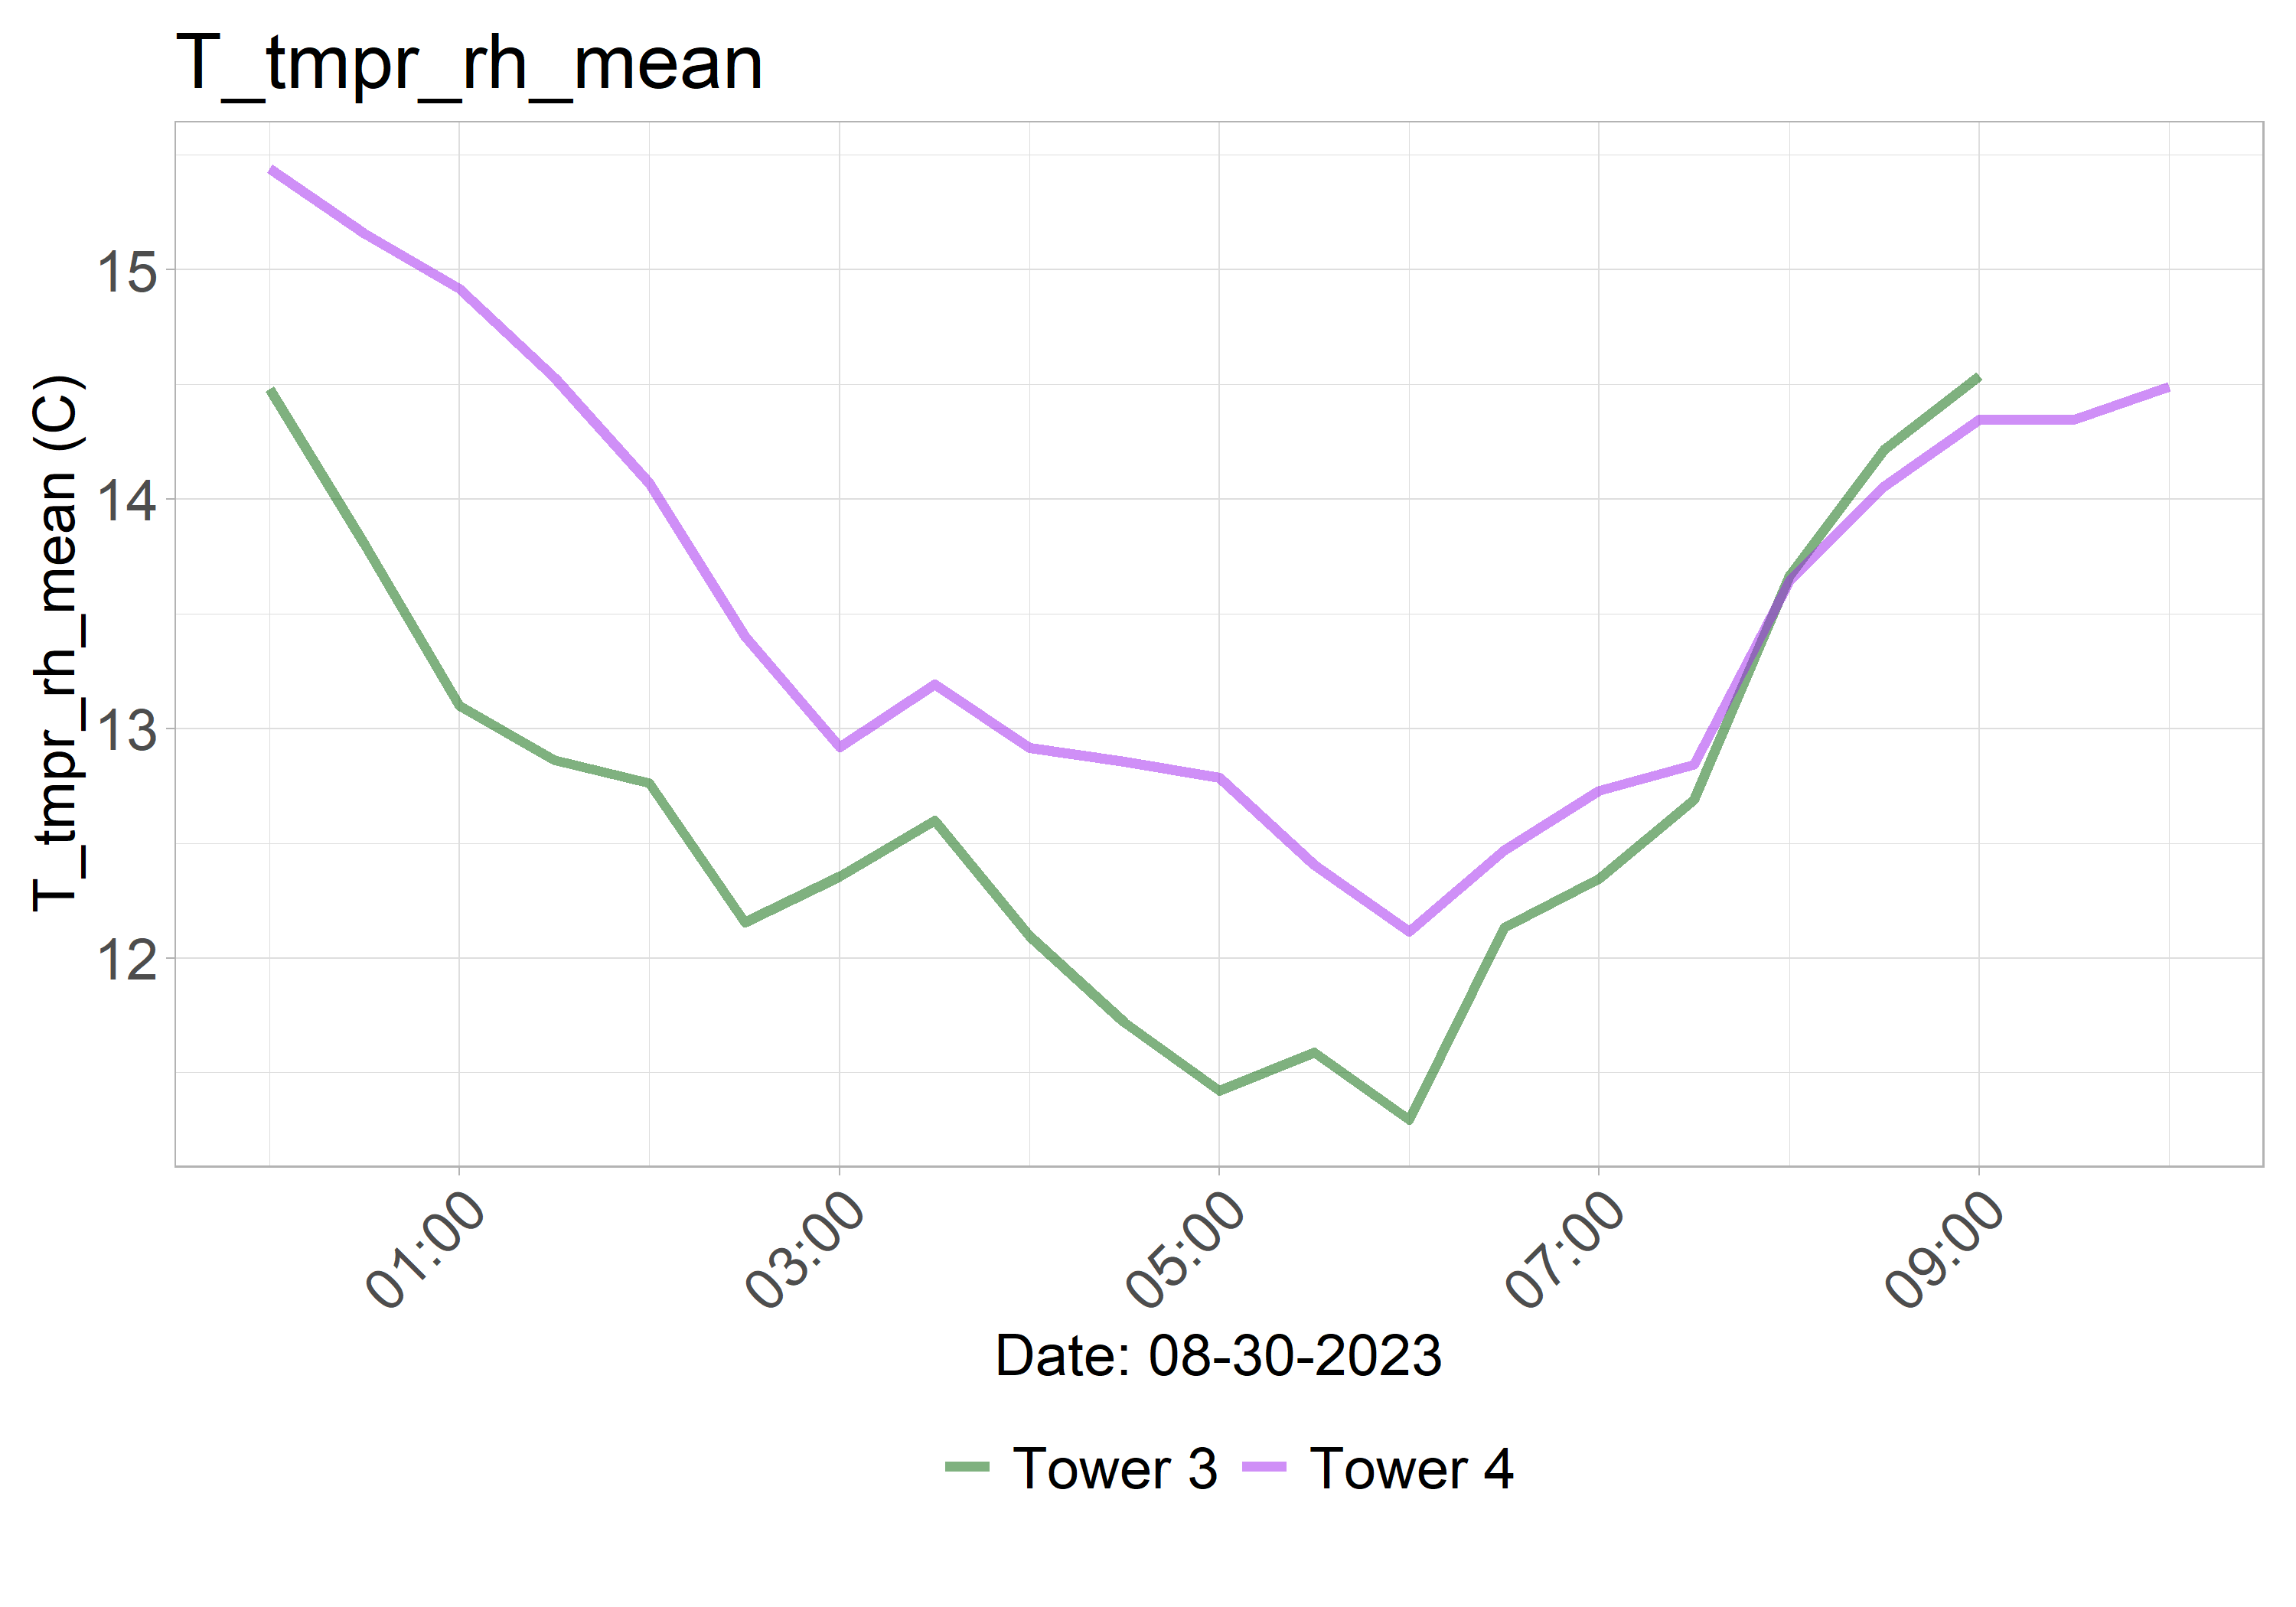 T_tmpr_rh_mean
T_tmpr_rh_mean (C)
15
14
13
12
01:00
03:00
05:00
07:00
09:00
Date: 08-30-2023
Tower 3
Tower 4